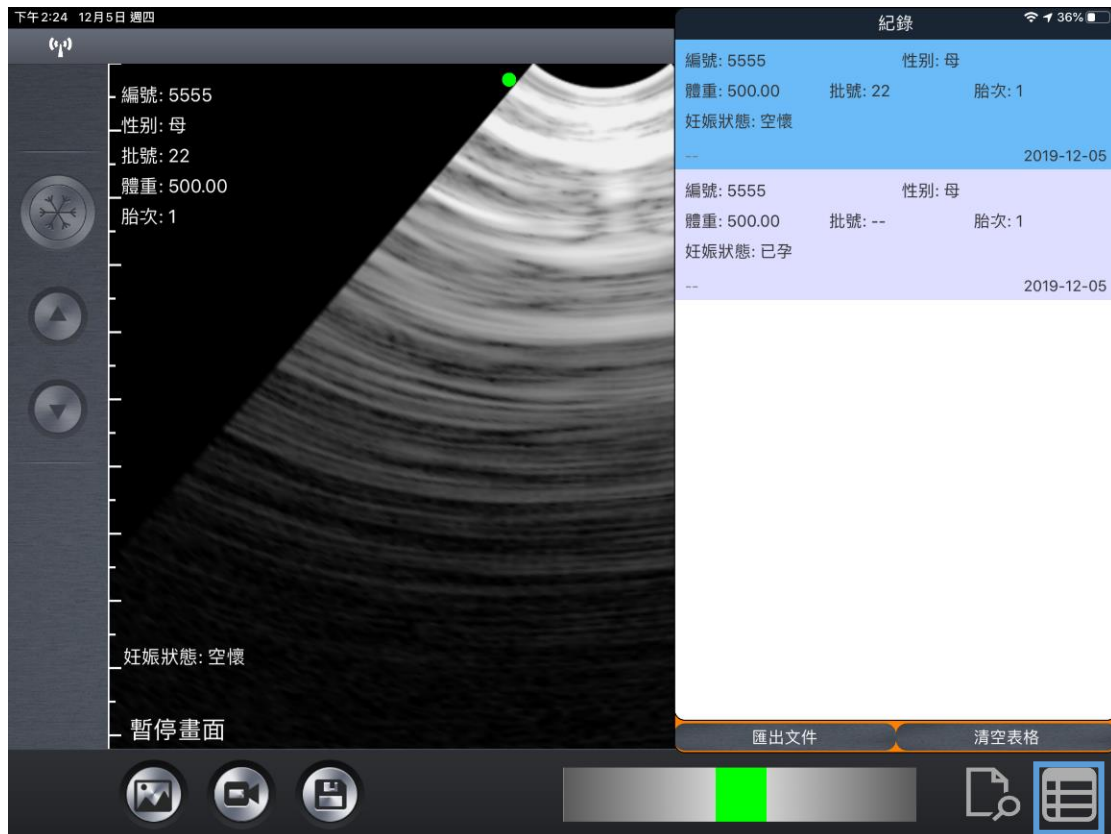 下午2:24 12月5日 週四
36%
編號: 5555
性別: 母
批號: 22
體重: 500.00
胎次: 1
妊娠狀態: 空懷
暫停畫面
紀錄
編號: 5555 性別: 母
體重: 500.00 批號: 22 胎次: 1
妊娠狀態: 空懷
-- 2019-12-05
編號: 5555 性別: 母
體重: 500.00 批號: -- 胎次: 1
妊娠狀態: 已孕
-- 2019-12-05
匯出文件 清空表格